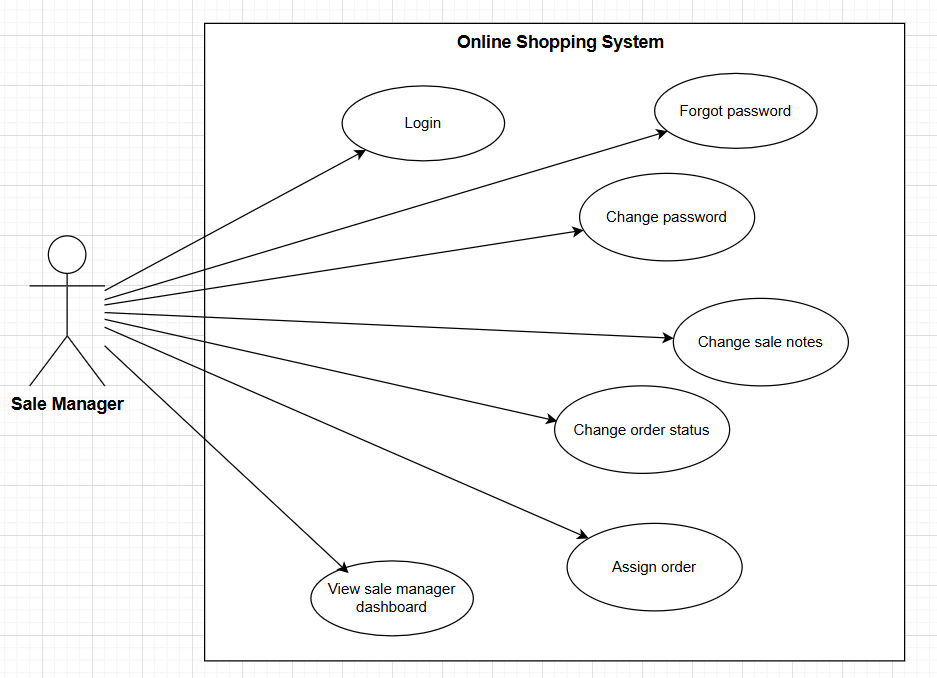 Online Shopping System
Login
Forgot password
Change password
Change sale notes
Sale Manager
Change order status
Assign order
View sale manager
dashboard